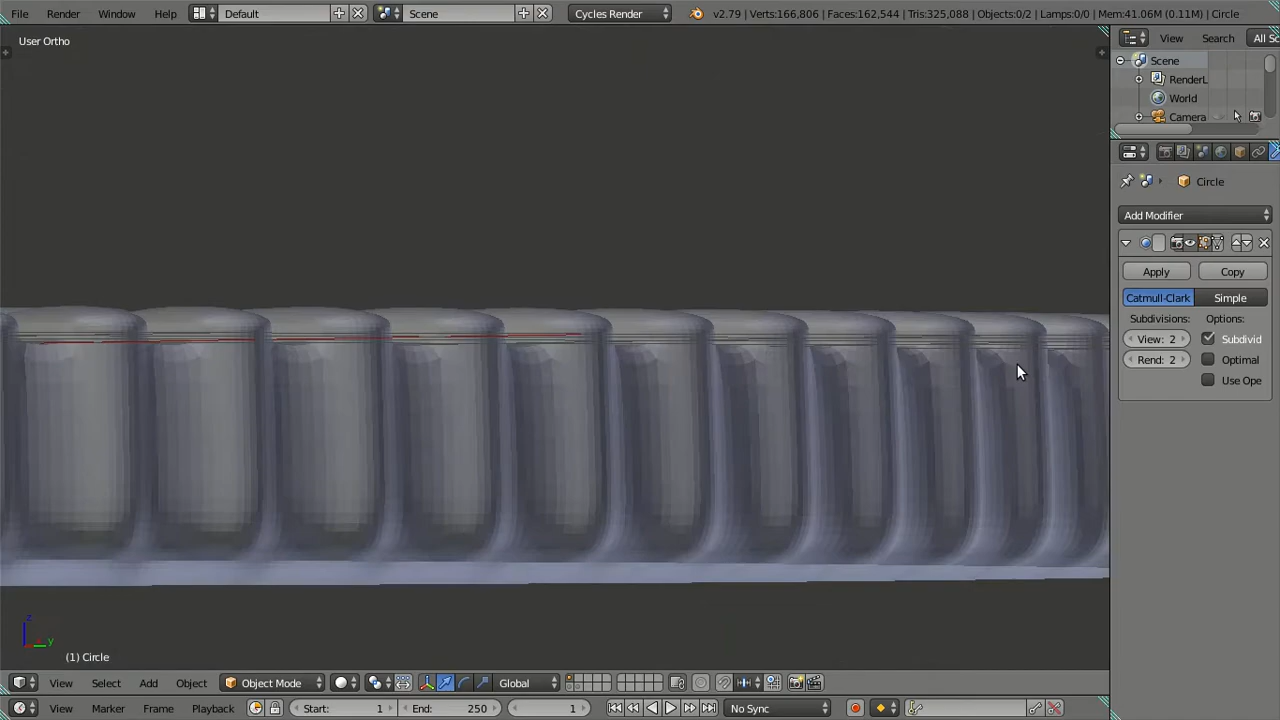 File Render Window Help Default Scene Cycles Render v2.79 | Verts:166,806 | Faces:162,544 | Tris:325,088 | Objects:0/2 | Lamps:0/0 | Mem:41.06M (0.11M) | Circle
User Ortho
View Search All Sc
Scene
RenderL
World
Camera
Circle
Add Modifier
Apply Copy
Catmull-Clark Simple
Subdivisions: Options:
View: 2 Subdivid
Rend: 2 Optimal
Use Ope
z
y
(1) Circle
View Select Add Object Object Mode Global
View Marker Frame Playback Start: 1 End: 250 1 No Sync